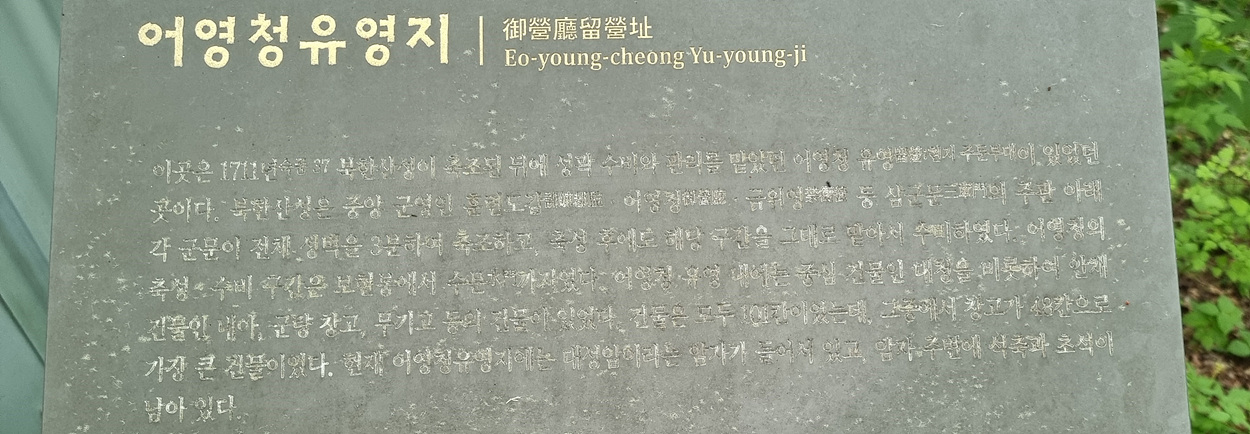 어영청유영지
御營廳留營址
Eo-young-cheong Yu-young-ji
이곳은 1711년숙종 37 북한산성이 축조된 뒤에 성곽 수비와 관리를 맡았던 어영청 유영 주둔부대이 있었던
곳이다. 북한산성은 중앙 군영인 훈련도감 · 어영청 · 금위영 등 삼군문三軍門의 주관 아래
각 군문이 전체 성벽을 3분하여 축조하고, 축성 후에도 해당 구간을 그대로 맡아서 수비하였다. 어영청의
축성 · 수비 구간은 보현봉에서 수문까지였다. 어영청 유영 내에는 중심 건물인 대청을 비롯하여 관재
건물인 내아, 군량 창고, 무기고 등의 건물이 있었다. 건물은 모두 101칸이었는데, 그중에서 창고가 48칸으로
가장 큰 건물이었다. 현재 어영청유영지에는 대성암이라는 암자가 들어서 있고, 암자 주변에 석축과 초석이
남아 있다.